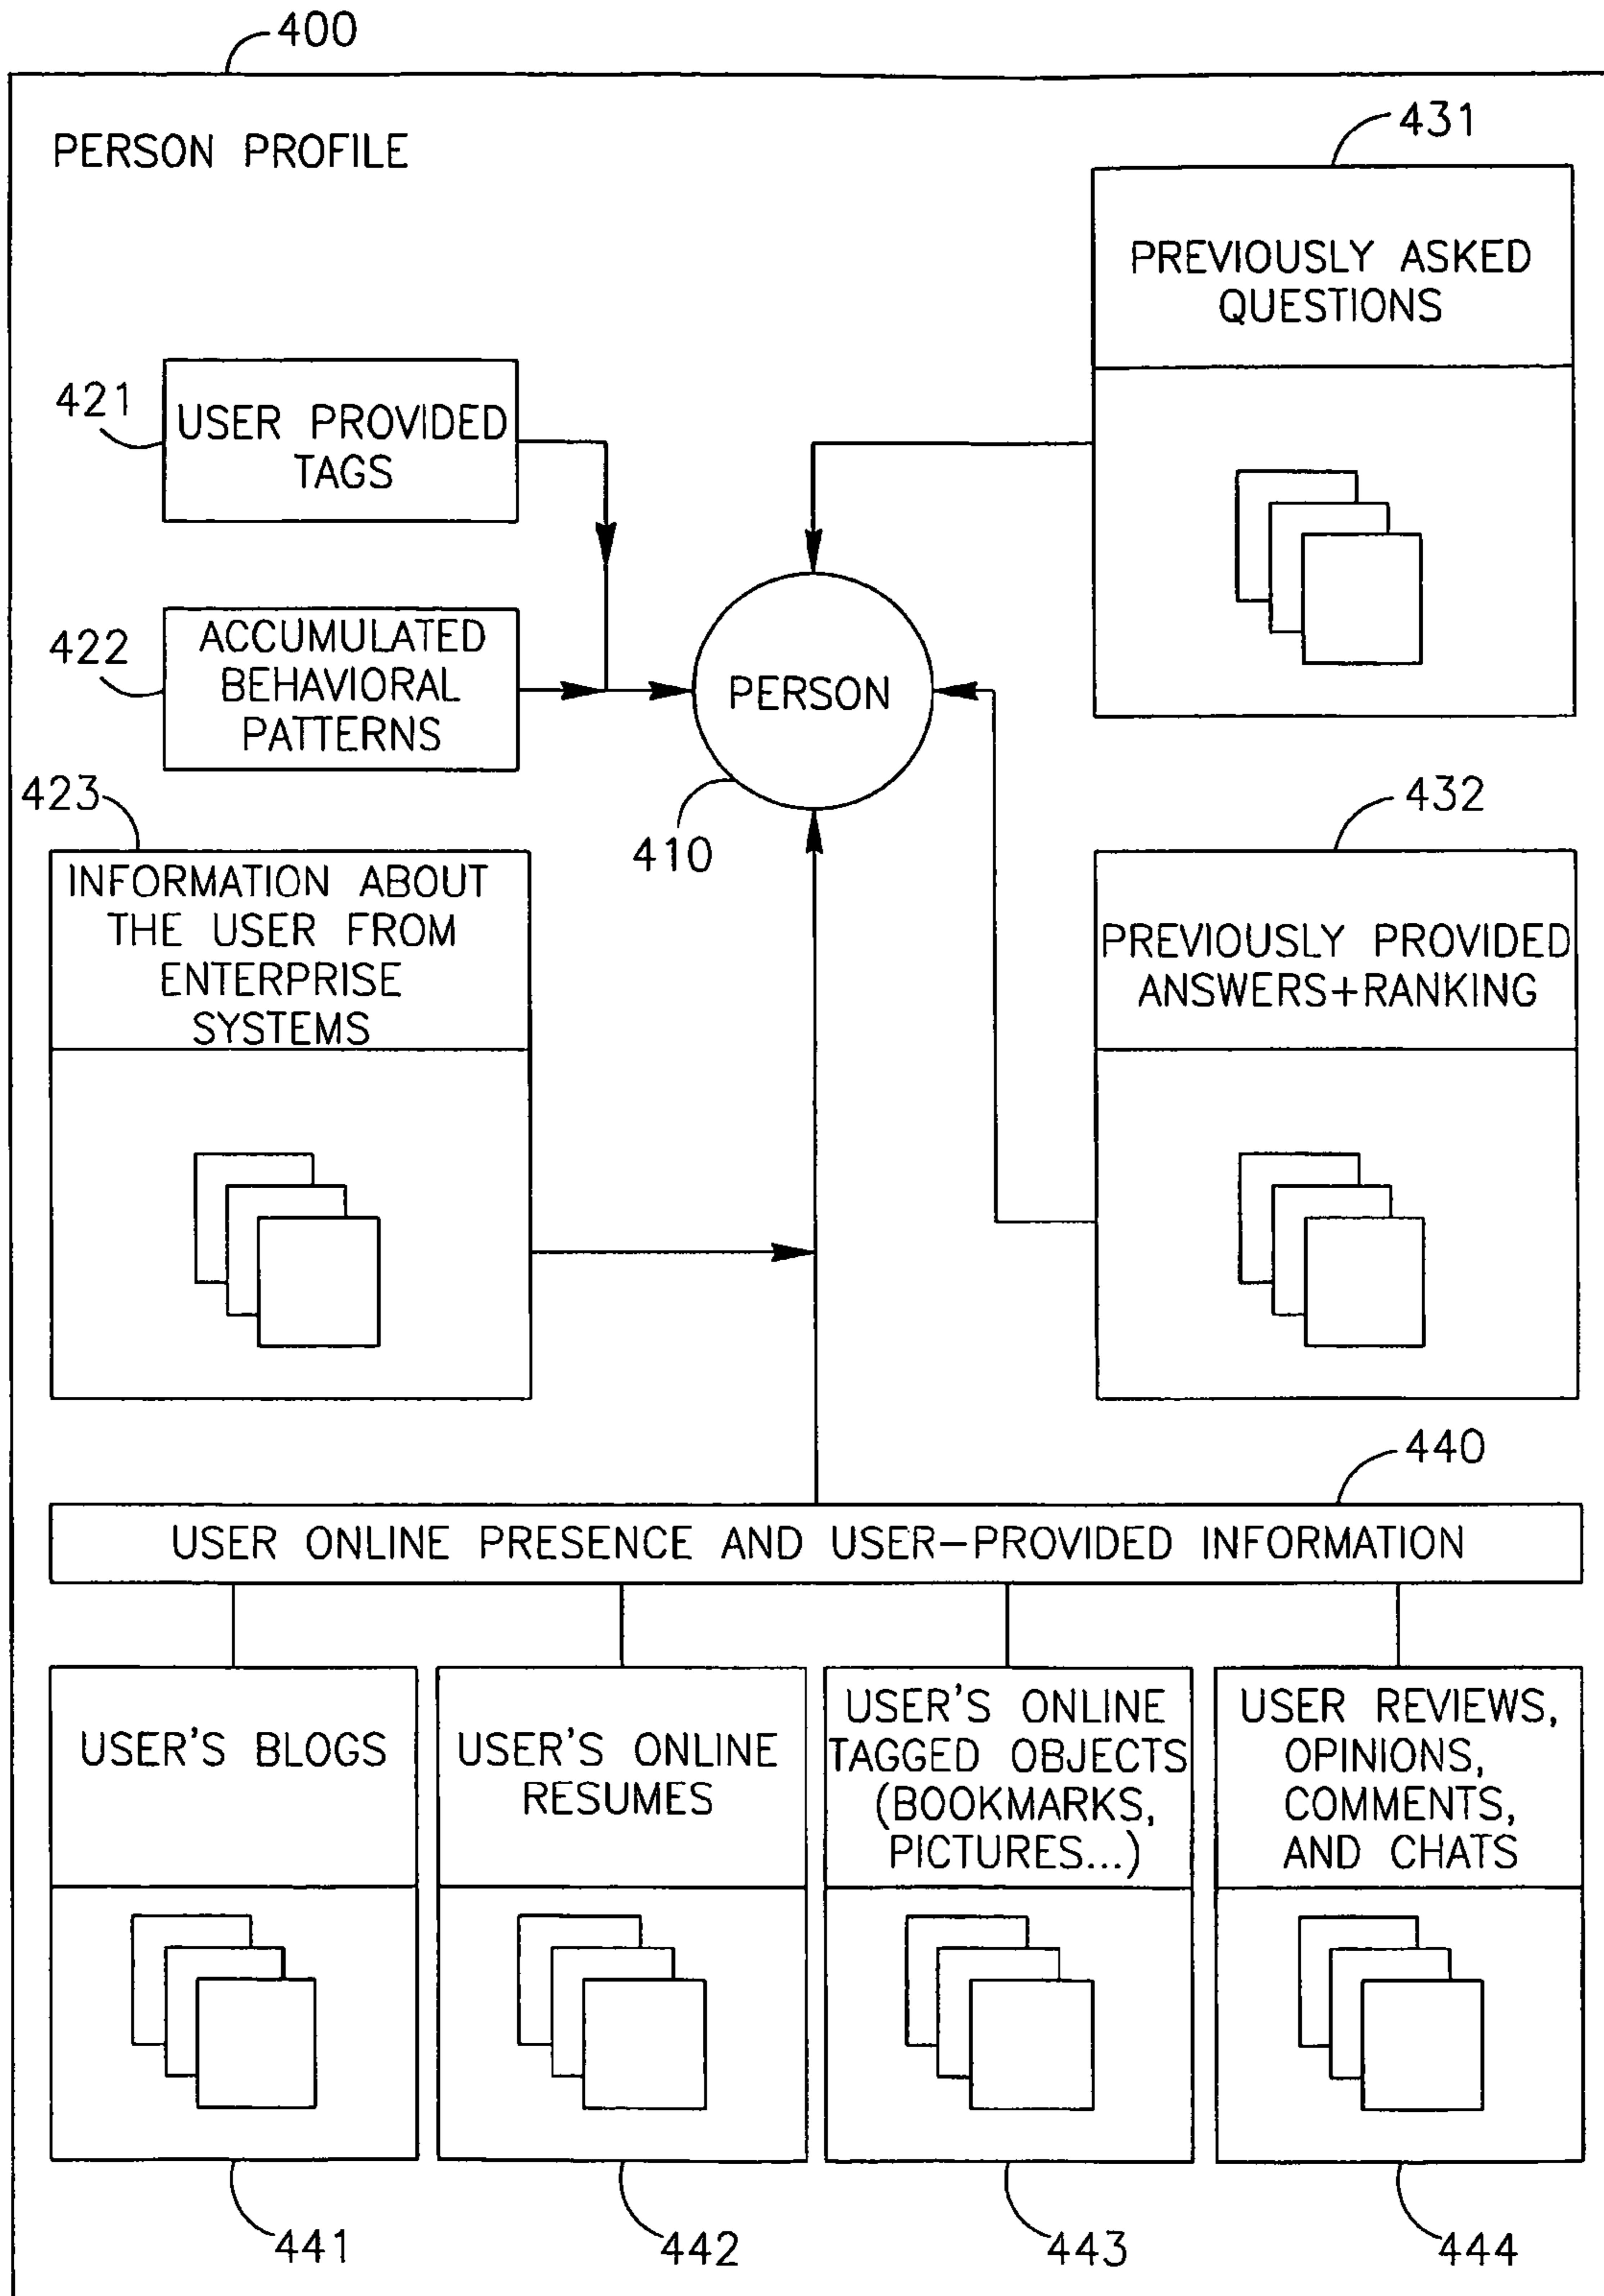 400
PERSON PROFILE
431
PREVIOUSLY ASKED
QUESTIONS
421
USER PROVIDED
TAGS
422
ACCUMULATED
BEHAVIORAL
PATTERNS
PERSON
410
423
INFORMATION ABOUT
THE USER FROM
ENTERPRISE
SYSTEMS
432
PREVIOUSLY PROVIDED
ANSWERS+RANKING
440
USER ONLINE PRESENCE AND USER-PROVIDED INFORMATION
USER'S BLOGS
USER'S ONLINE
RESUMES
USER'S ONLINE
TAGGED OBJECTS
(BOOKMARKS,
PICTURES...)
USER REVIEWS,
OPINIONS,
COMMENTS,
AND CHATS
441
442
443
444